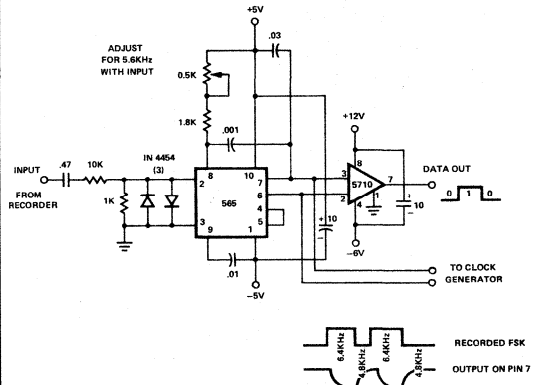 +5V
.03
ADJUST
FOR 5.6KHz
WITH INPUT
0.5K
1.8K
.001
+12V
INPUT
FROM
RECORDER
.47
10K
IN 4454
(3)
1K
2
8
10
7
6
4
5
3
9
1
565
.01
-5V
+
10
-
3
2
8
5710
1
4
7
+
10
-
-6V
DATA OUT
0 1 0
TO CLOCK
GENERATOR
6.4KHz
6.4KHz
4.8KHz
4.8KHz
RECORDED FSK
OUTPUT ON PIN 7